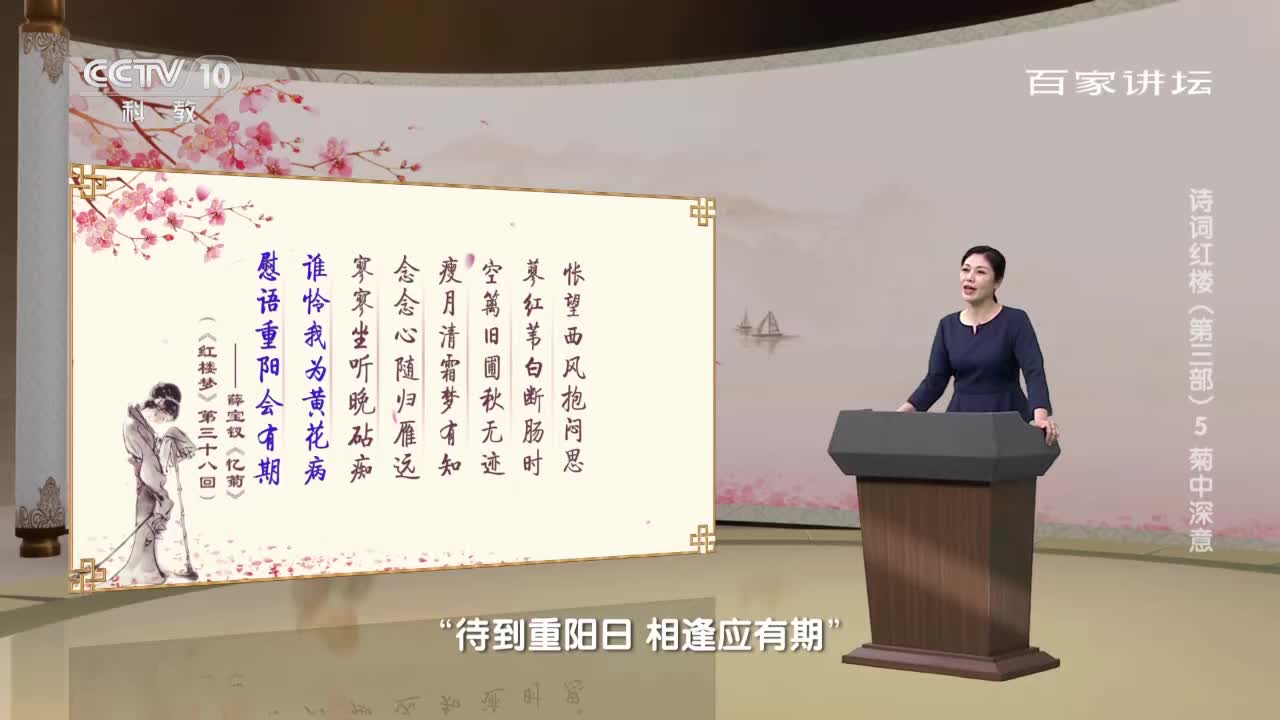 CCTV 10
科教
百家讲坛
怅望西风抱闷思
蓼红苇白断肠时
空篱旧圃秋无迹
瘦月清霜梦有知
念念心随归雁远
寥寥坐听晚砧痴
谁怜我为黄花病
慰语重阳会有期
——薛宝钗《忆菊》
(《红楼梦》第三十八回)
诗词红楼(第三部)5 菊中深意
“待到重阳日 相逢应有期”